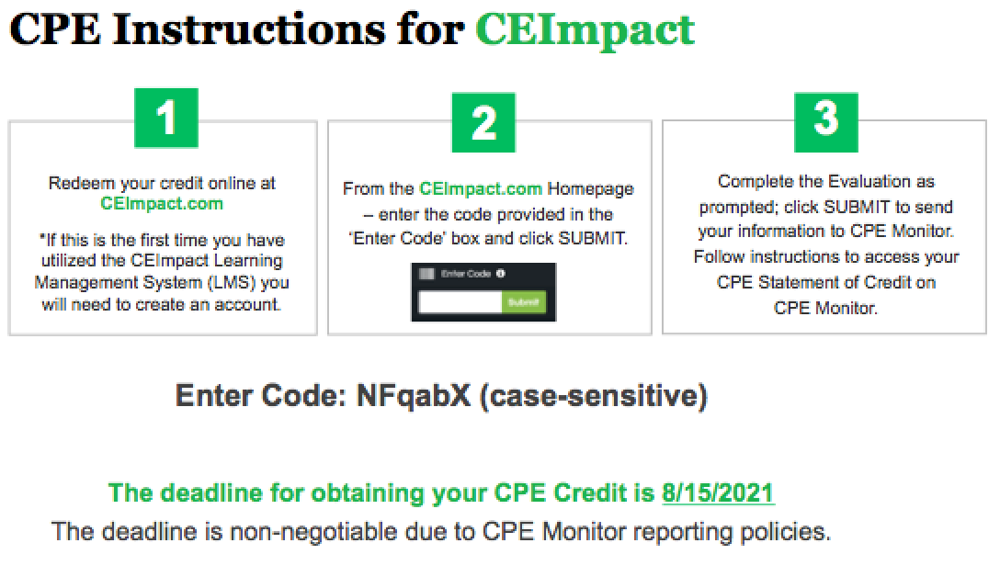 CPE Instructions for CEImpact
1
Redeem your credit online at
CEImpact.com
*If this is the first time you have
utilized the CEImpact Learning
Management System (LMS) you
will need to create an account.
2
From the CEImpact.com Homepage
– enter the code provided in the
'Enter Code' box and click SUBMIT.
Enter Code
Submit
3
Complete the Evaluation as
prompted; click SUBMIT to send
your information to CPE Monitor.
Follow instructions to access your
CPE Statement of Credit on
CPE Monitor.
Enter Code: NFqabX (case-sensitive)
The deadline for obtaining your CPE Credit is 8/15/2021
The deadline is non-negotiable due to CPE Monitor reporting policies.